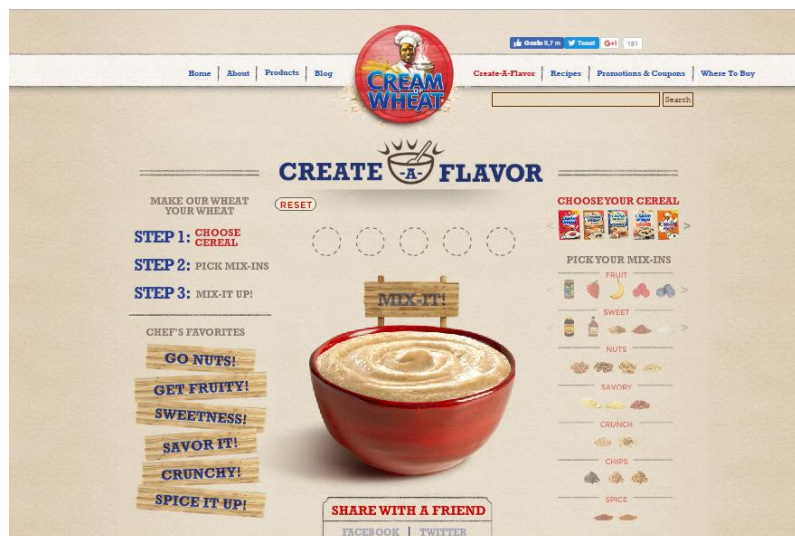 Gosto 9,7 m
Tweet
G+1
181
Home
About
Products
Blog
CREAM
of
WHEAT
Create-A-Flavor
Recipes
Promotions & Coupons
Where To Buy
Search
CREATE -A- FLAVOR
MAKE OUR WHEAT
YOUR WHEAT
STEP 1: CHOOSE
CEREAL
STEP 2: PICK MIX-INS
STEP 3: MIX-IT UP!
CHEF'S FAVORITES
GO NUTS!
GET FRUITY!
SWEETNESS!
SAVOR IT!
CRUNCHY!
SPICE IT UP!
RESET
MIX-IT!
SHARE WITH A FRIEND
FACEBOOK | TWITTER
CHOOSE YOUR CEREAL
< >
PICK YOUR MIX-INS
FRUIT
< >
SWEET
< >
NUTS
SAVORY
CRUNCH
CHIPS
SPICE